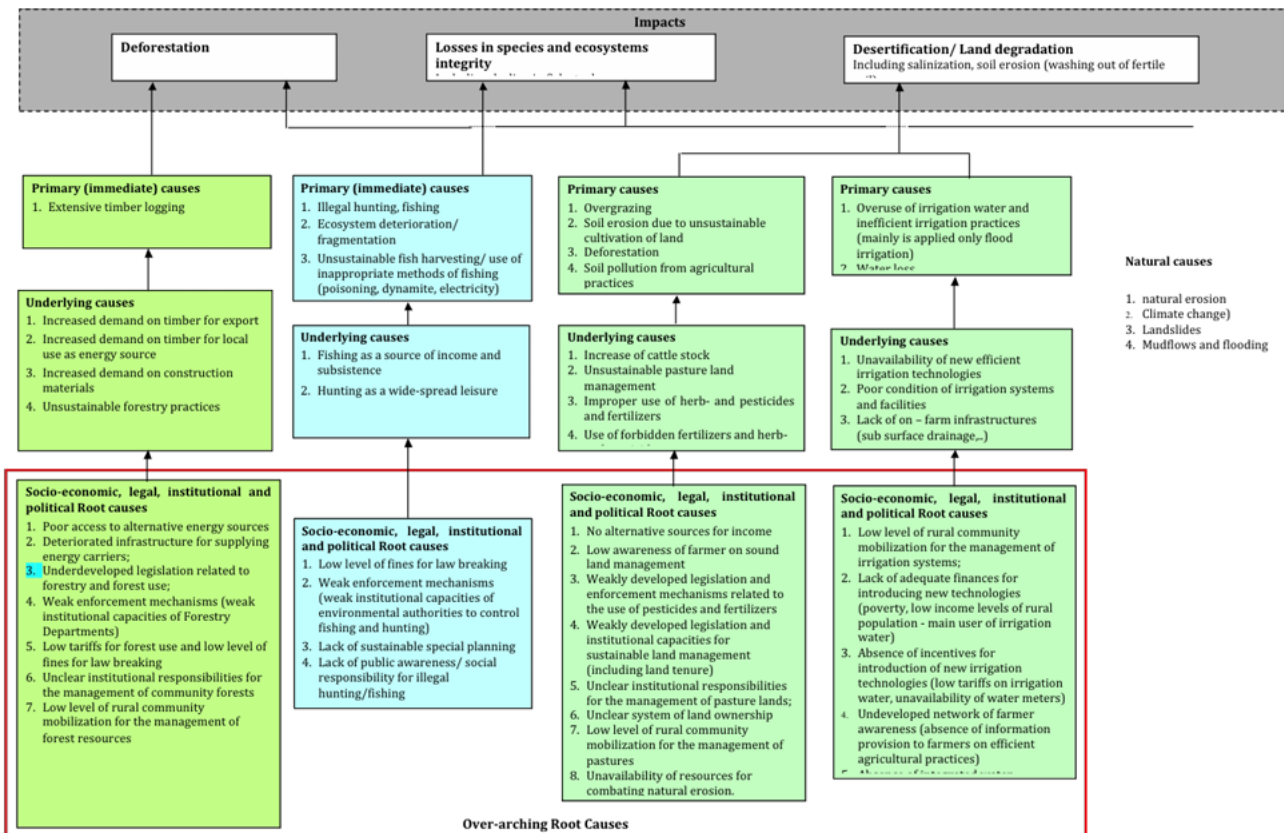 Impacts
Deforestation
Losses in species and ecosystems
integrity
Desertification/ Land degradation
Including salinization, soil erosion (washing out of fertile
Primary (immediate) causes
1. Extensive timber logging
Underlying causes
1. Increased demand on timber for export
2. Increased demand on timber for local
use as energy source
3. Increased demand on construction
materials
4. Unsustainable forestry practices
Socio-economic, legal, institutional and
political Root causes
1. Poor access to alternative energy sources
2. Deteriorated infrastructure for supplying
energy carriers;
3. Underdeveloped legislation related to
forestry and forest use;
4. Weak enforcement mechanisms (weak
institutional capacities of Forestry
Departments)
5. Low tariffs for forest use and low level of
fines for law breaking
6. Unclear institutional responsibilities for
the management of community forests
7. Low level of rural community
mobilization for the management of
forest resources
Primary (immediate) causes
1. Illegal hunting, fishing
2. Ecosystem deterioration/
fragmentation
3. Unsustainable fish harvesting/ use of
inappropriate methods of fishing
(poisoning, dynamite, electricity)
Underlying causes
1. Fishing as a source of income and
subsistence
2. Hunting as a wide-spread leisure
Socio-economic, legal, institutional
and political Root causes
1. Low level of fines for law breaking
2. Weak enforcement mechanisms
(weak institutional capacities of
environmental authorities to control
fishing and hunting)
3. Lack of sustainable special planning
4. Lack of public awareness/ social
responsibility for illegal
hunting/fishing
Primary causes
1. Overgrazing
2. Soil erosion due to unsustainable
cultivation of land
3. Deforestation
4. Soil pollution from agricultural
practices
Underlying causes
1. Increase of cattle stock
2. Unsustainable pasture land
management
3. Improper use of herb- and pesticides
and fertilizers
4. Use of forbidden fertilizers and herb-
Socio-economic, legal, institutional
and political Root causes
1. No alternative sources for income
2. Low awareness of farmer on sound
land management
3. Weakly developed legislation and
enforcement mechanisms related to
the use of pesticides and fertilizers
4. Weakly developed legislation and
institutional capacities for
sustainable land management
(including land tenure)
5. Unclear institutional responsibilities
for the management of pasture lands;
6. Unclear system of land ownership
7. Low level of rural community
mobilization for the management of
pastures
8. Unavailability of resources for
combating natural erosion.
Primary causes
1. Overuse of irrigation water and
inefficient irrigation practices
(mainly is applied only flood
irrigation)
2. Water loss
Underlying causes
1. Unavailability of new efficient
irrigation technologies
2. Poor condition of irrigation systems
and facilities
3. Lack of on – farm infrastructures
(sub surface drainage,..)
Socio-economic, legal, institutional
and political Root causes
1. Low level of rural community
mobilization for the management of
irrigation systems;
2. Lack of adequate finances for
introducing new technologies
(poverty, low income levels of rural
population - main user of irrigation
water)
3. Absence of incentives for
introduction of new irrigation
technologies (low tariffs on irrigation
water, unavailability of water meters)
4. Undeveloped network of farmer
awareness (absence of information
provision to farmers on efficient
agricultural practices)
5. Absence of integrated water
Natural causes
1. natural erosion
2. Climate change)
3. Landslides
4. Mudflows and flooding
Over-arching Root Causes